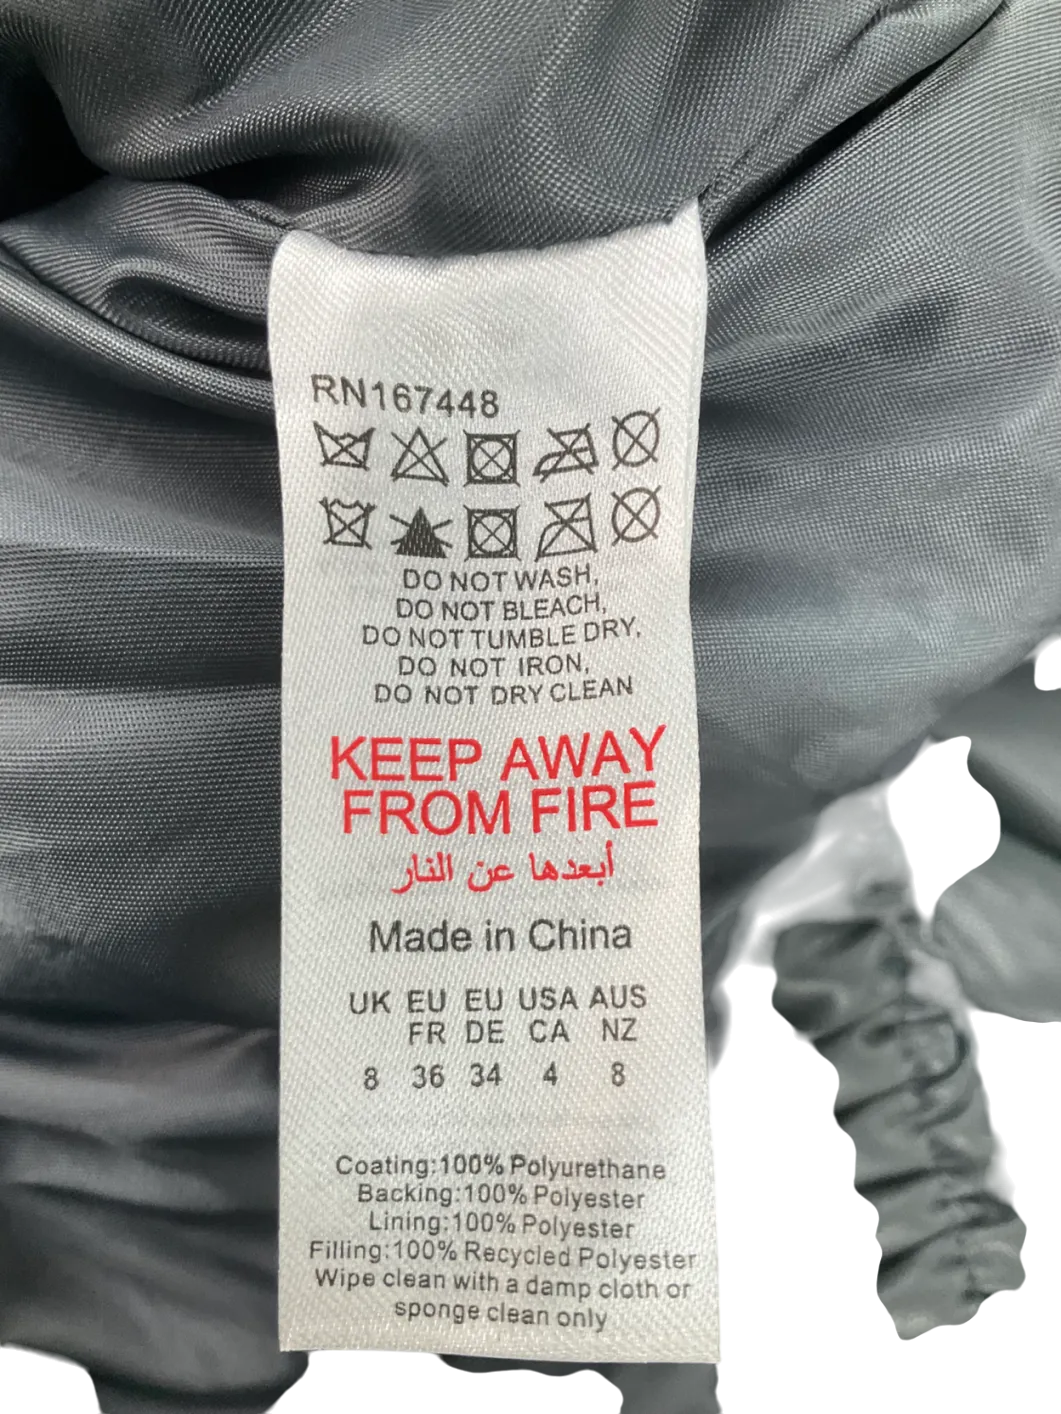 RN167448
DO NOT WASH,
DO NOT BLEACH,
DO NOT TUMBLE DRY,
DO NOT IRON,
DO NOT DRY CLEAN
KEEP AWAY
FROM FIRE
أبعدها عن النار
Made in China
UK EU EU USA AUS
FR DE CA NZ
8 36 34 4 8
Coating:100% Polyurethane
Backing:100% Polyester
Lining:100% Polyester
Filling:100% Recycled Polyester
Wipe clean with a damp cloth or
sponge clean only